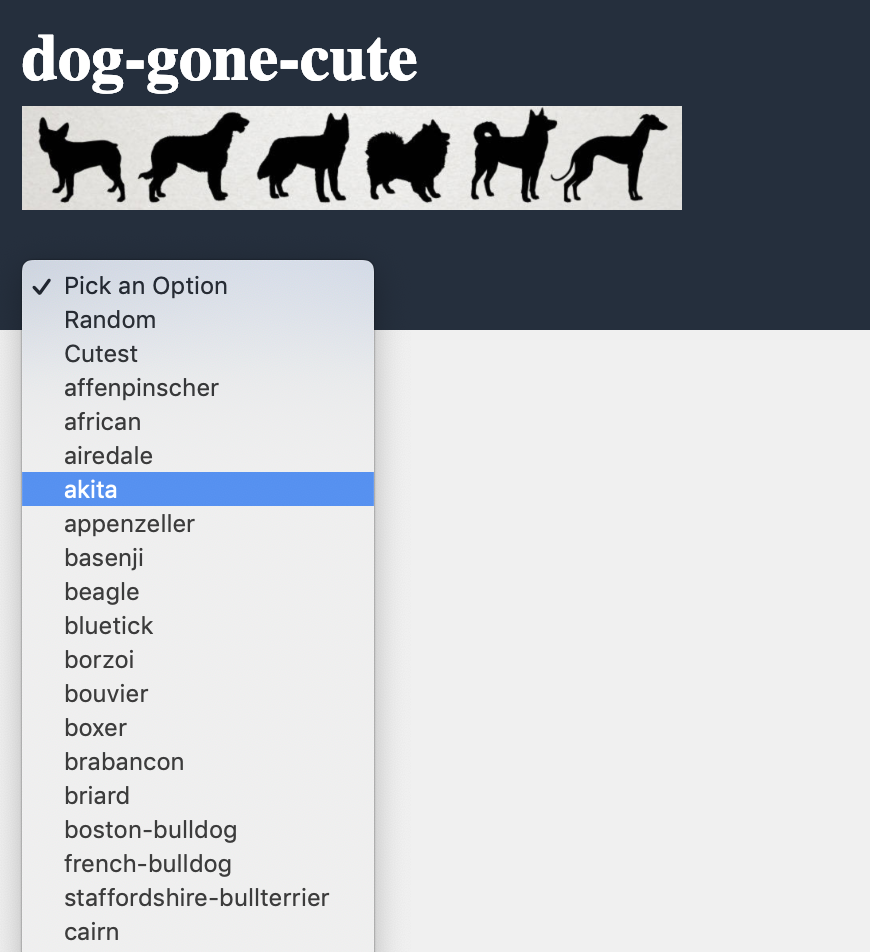 dog-gone-cute
Pick an Option
Random
Cutest
affenpinscher
african
airedale
akita
appenzeller
basenji
beagle
bluetick
borzoi
bouvier
boxer
brabancon
briard
boston-bulldog
french-bulldog
staffordshire-bullterrier
cairn